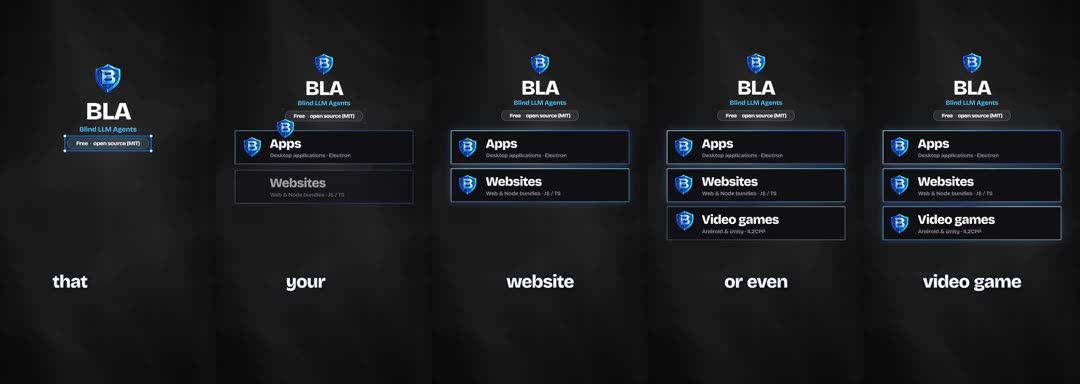 BLA
Blind LLM Agents
Free · open source (MIT)
that
BLA
Blind LLM Agents
Free · open source (MIT)
Apps
Desktop applications · Electron
Websites
Web & Node bundles · JS / TS
your
BLA
Blind LLM Agents
Free · open source (MIT)
Apps
Desktop applications · Electron
Websites
Web & Node bundles · JS / TS
website
BLA
Blind LLM Agents
Free · open source (MIT)
Apps
Desktop applications · Electron
Websites
Web & Node bundles · JS / TS
Video games
Android & Unity · IL2CPP
or even
BLA
Blind LLM Agents
Free · open source (MIT)
Apps
Desktop applications · Electron
Websites
Web & Node bundles · JS / TS
Video games
Android & Unity · IL2CPP
video game